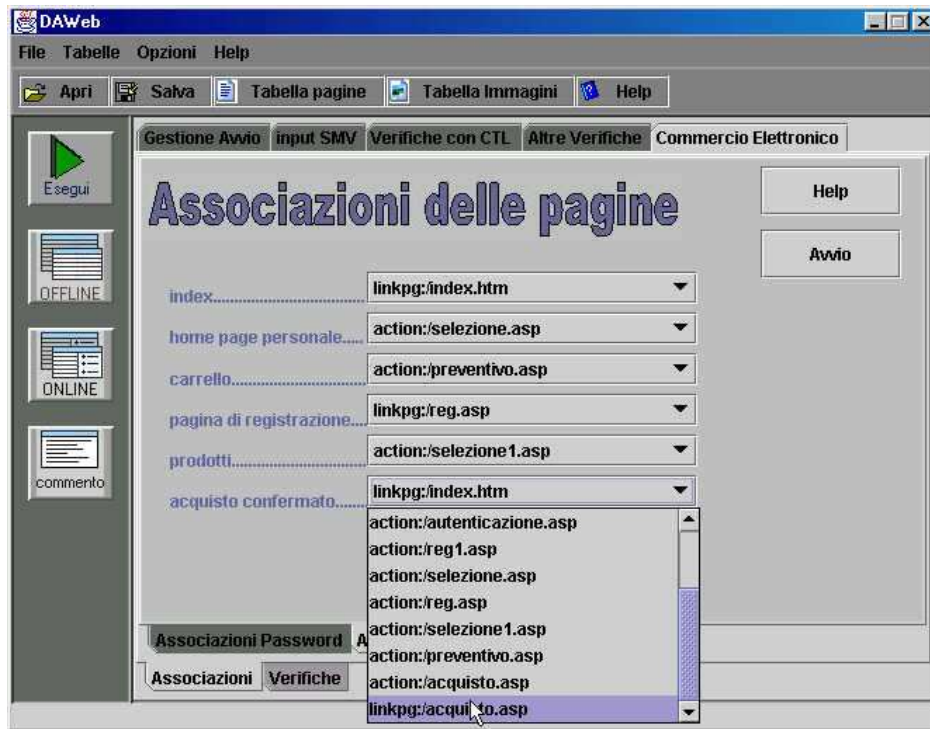 DAWeb
File Tabelle Opzioni Help
Apri Salva Tabella pagine Tabella Immagini Help
Gestione Avvio input SMV Verifiche con CTL Altre Verifiche Commercio Elettronico
Esegui
OFFLINE
ONLINE
commento
Associazioni delle pagine
Help
Avvio
index.................................... linkpg:/index.htm
home page personale..... action:/selezione.asp
carrello................................ action:/preventivo.asp
pagina di registrazione.... linkpg:/reg.asp
prodotti................................ action:/selezione1.asp
acquisto confermato........ linkpg:/index.htm
action:/autenticazione.asp
action:/reg1.asp
action:/selezione.asp
action:/reg.asp
action:/selezione1.asp
action:/preventivo.asp
action:/acquisto.asp
linkpg:/acquisto.asp
Associazioni Password
Associazioni Verifiche